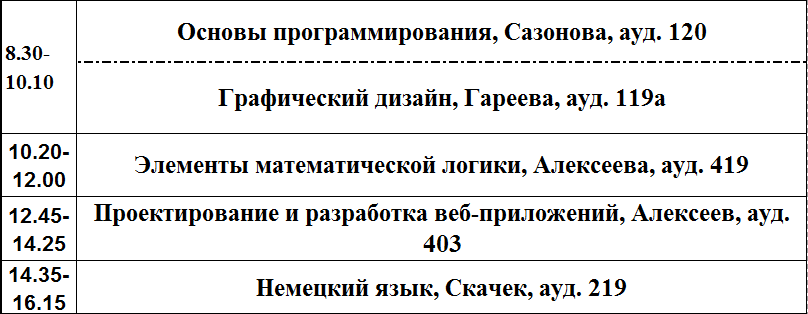 8.30-
10.10
Основы программирования, Сазонова, ауд. 120
Графический дизайн, Гареева, ауд. 119а
10.20-
12.00
Элементы математической логики, Алексеева, ауд. 419
12.45-
14.25
Проектирование и разработка веб-приложений, Алексеев, ауд.
403
14.35-
16.15
Немецкий язык, Скачек, ауд. 219